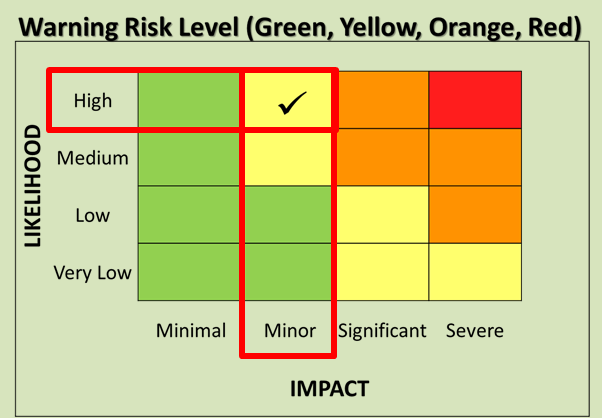 Warning Risk Level (Green, Yellow, Orange, Red)
LIKELIHOOD
High
Medium
Low
Very Low
Minimal Minor Significant Severe
IMPACT